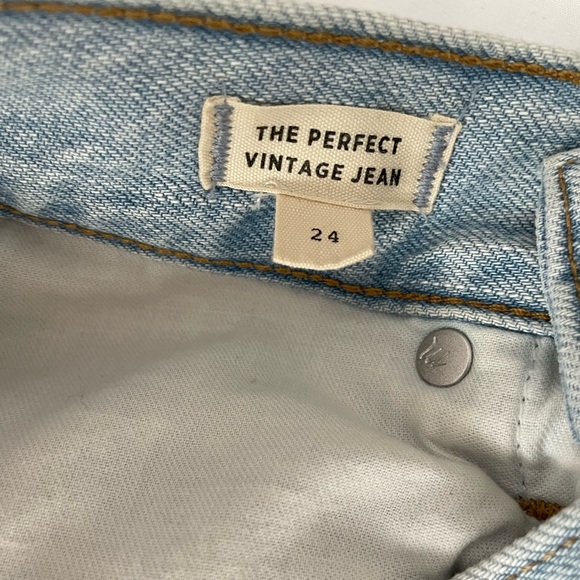 THE PERFECT
VINTAGE JEAN
24